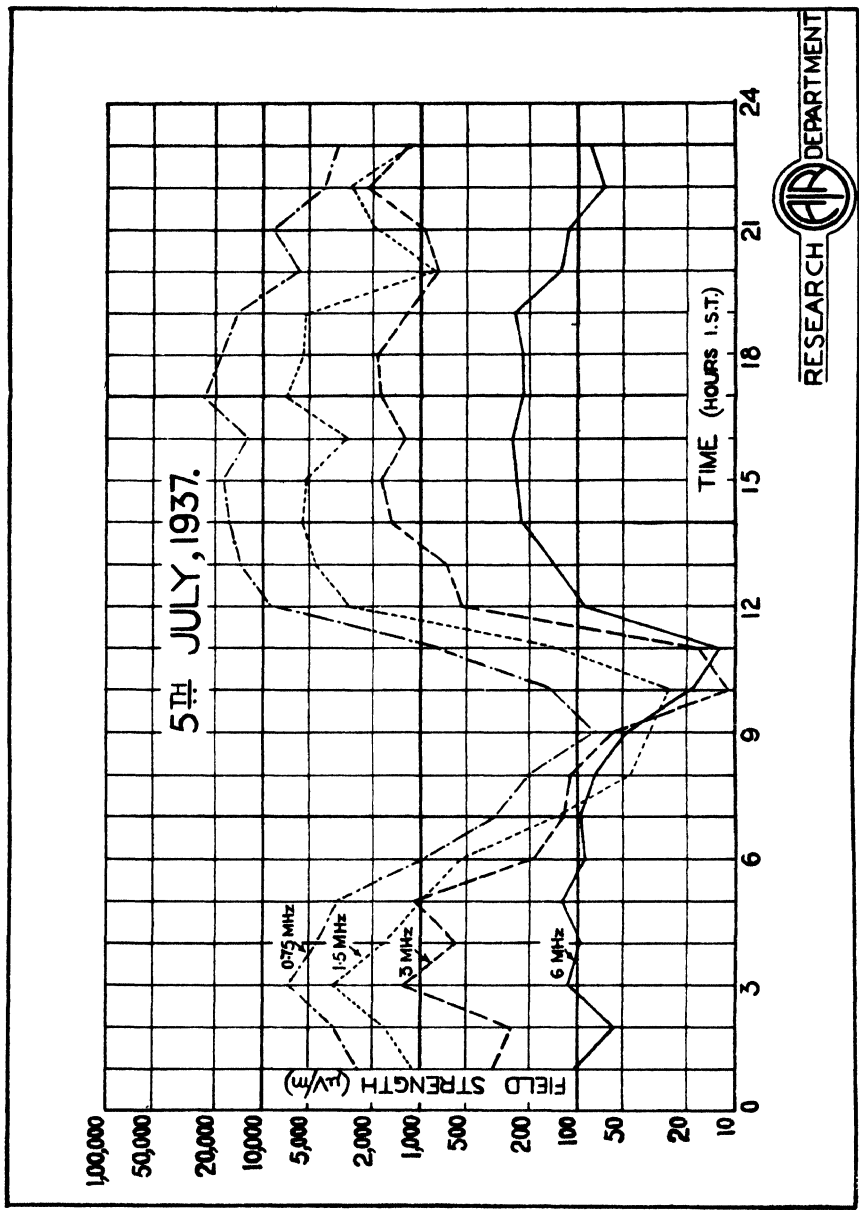 5TH JULY, 1937.
FIELD STRENGTH (μV/m)
1,00,000
50,000
20,000
10,000
5,000
2,000
1,000
500
200
100
50
20
10
0.75 MHz
1.5 MHz
3 MHz
6 MHz
0 3 6 9 12 15 18 21 24
TIME (HOURS I.S.T.)
RESEARCH AIR DEPARTMENT